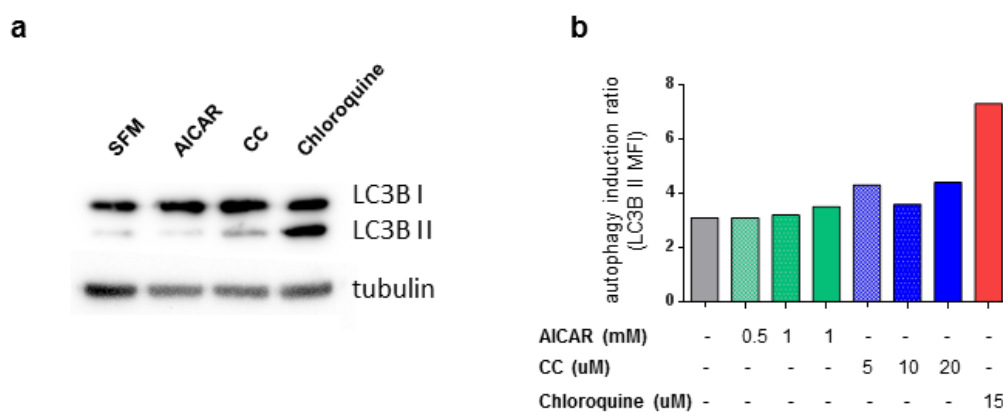 a
b
SFM AICAR CC Chloroquine
LC3B I
LC3B II
tubulin
autophagy induction ratio
(LC3B II MFI)
8
6
4
2
0
AICAR (mM) - 0.5 1 1 - - - -
CC (uM) - - - - 5 10 20 -
Chloroquine (uM) - - - - - - - 15